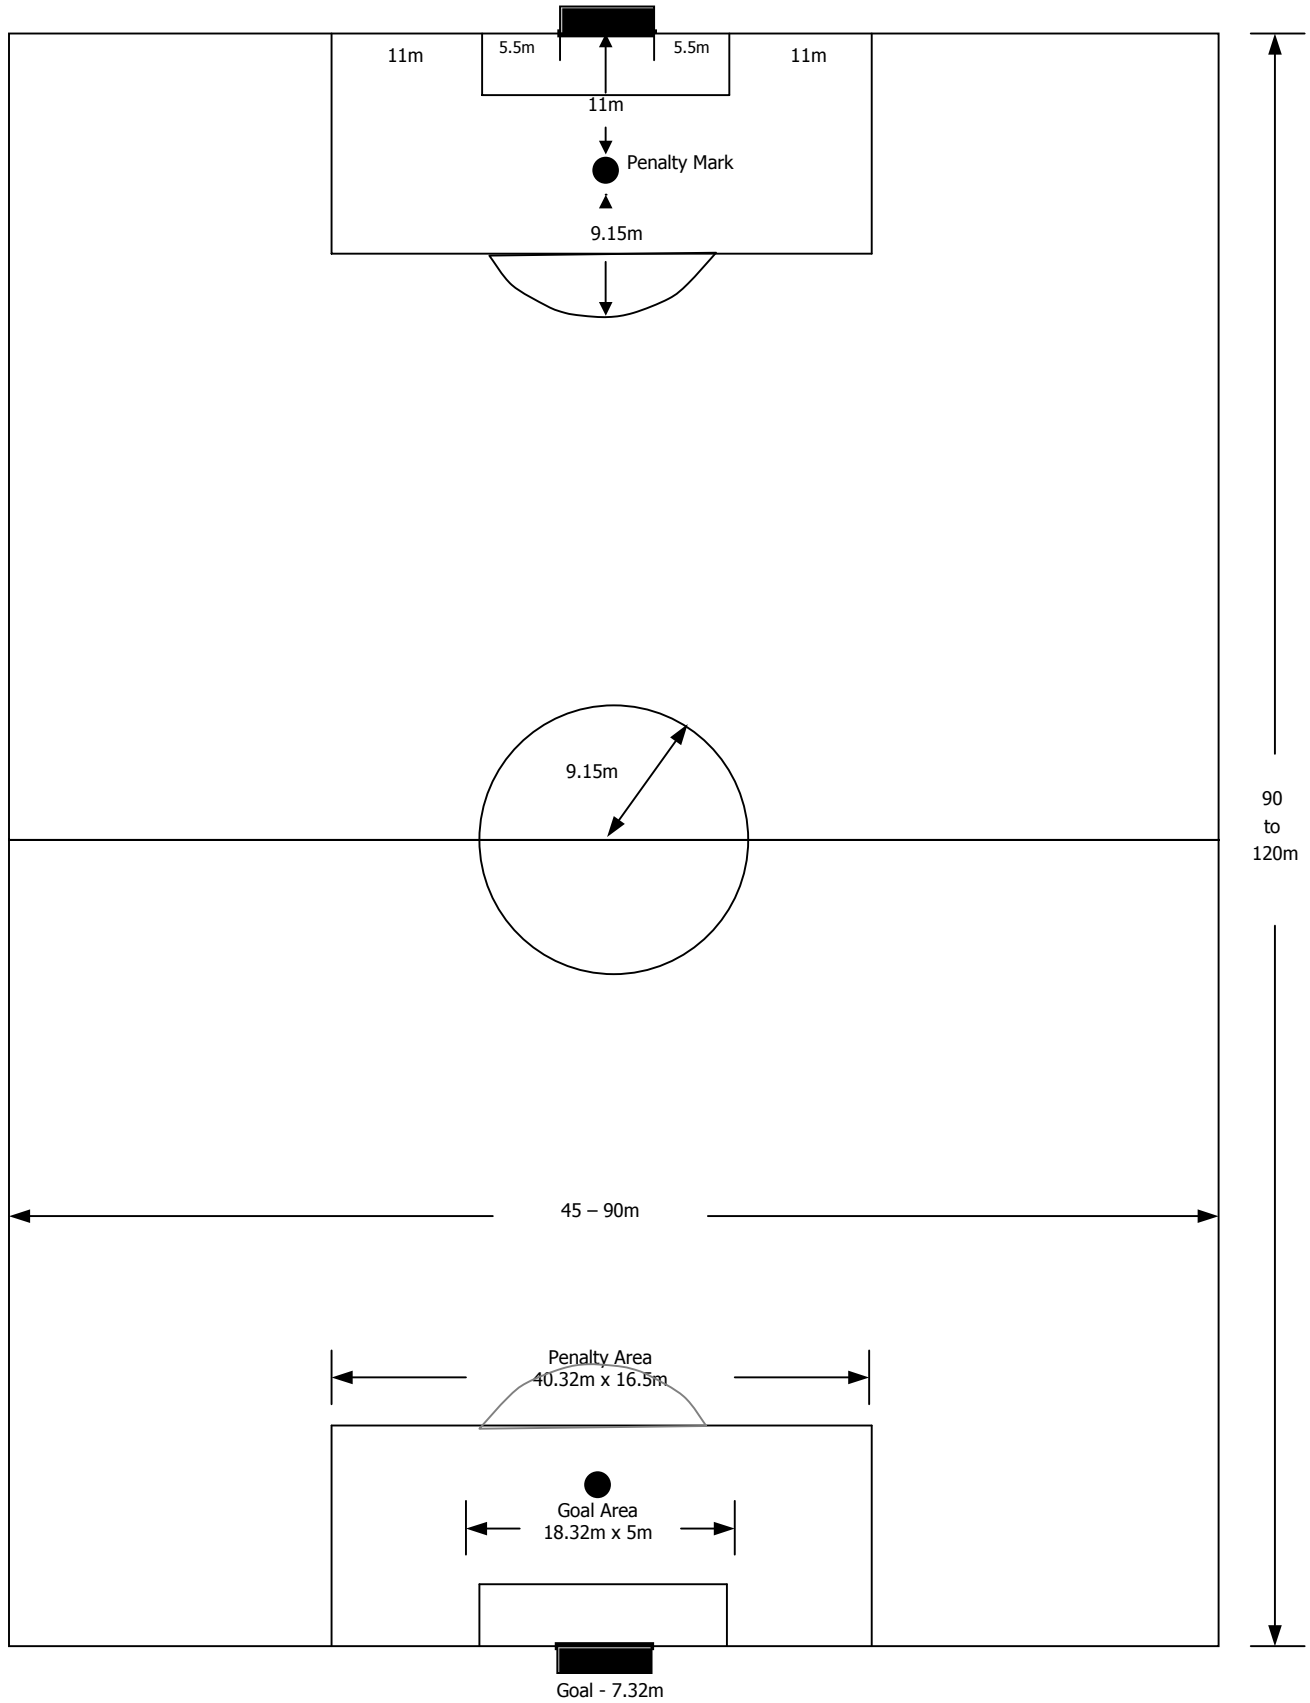 5.5m
5.5m
11m
11m
11m
Penalty Mark
9.15m
9.15m
90
to
120m
45 – 90m
Penalty Area
40.32m x 16.5m
Goal Area
18.32m x 5m
Goal - 7.32m